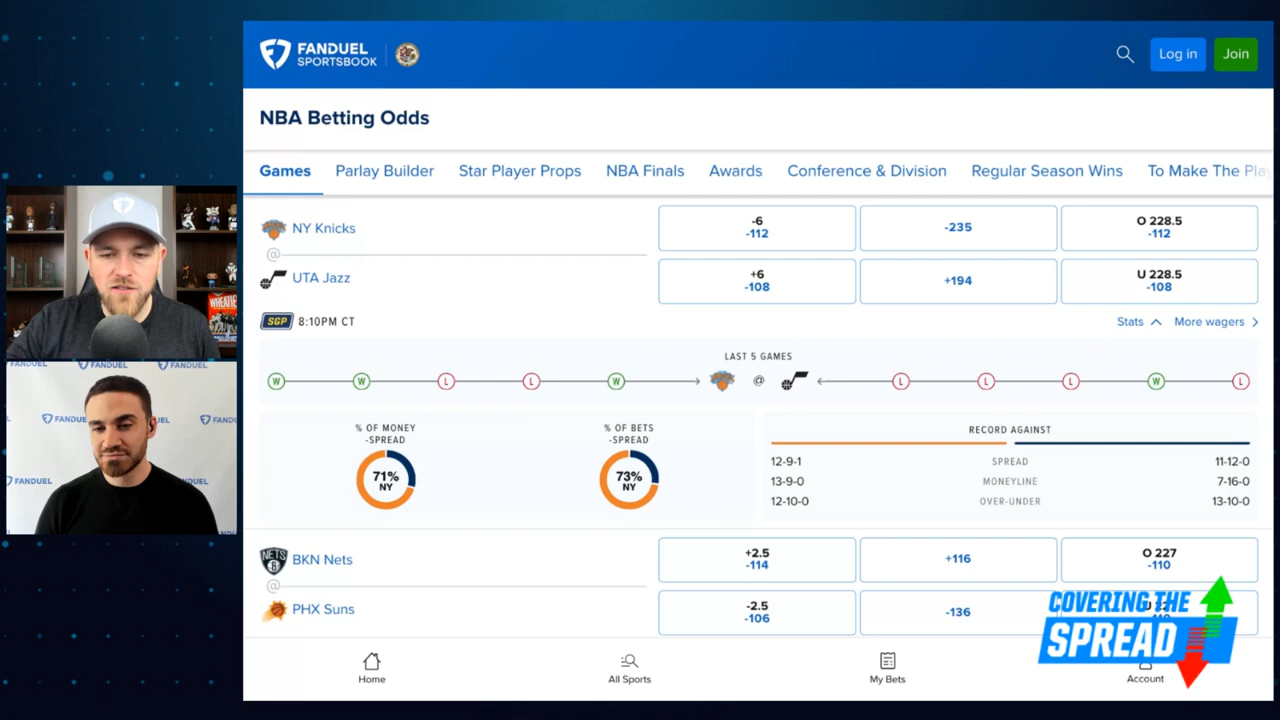 FANDUEL
SPORTSBOOK
Log in
Join
NBA Betting Odds
Games Parlay Builder Star Player Props NBA Finals Awards Conference & Division Regular Season Wins To Make The Pla
NY Knicks
-6
-112
-235
O 228.5
-112
@
UTA Jazz
+6
-108
+194
U 228.5
-108
SGP 8:10PM CT
Stats More wagers
LAST 5 GAMES
W W L L W @ L L L W L
% OF MONEY
-SPREAD
71%
NY
% OF BETS
-SPREAD
73%
NY
RECORD AGAINST
12-9-1 SPREAD 11-12-0
13-9-0 MONEYLINE 7-16-0
12-10-0 OVER-UNDER 13-10-0
BKN Nets
+2.5
-114
+116
O 227
-110
@
PHX Suns
-2.5
-106
-136
COVERING THE
SPREAD
Home
All Sports
My Bets
Account
WHEATIES
FANDUEL
FANDUEL
FANDUEL
FANDUEL